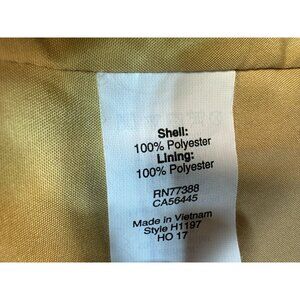 Shell:
100% Polyester
Lining:
100% Polyester
RN77388
CA56445
Made in Vietnam
Style H1197
HO 17